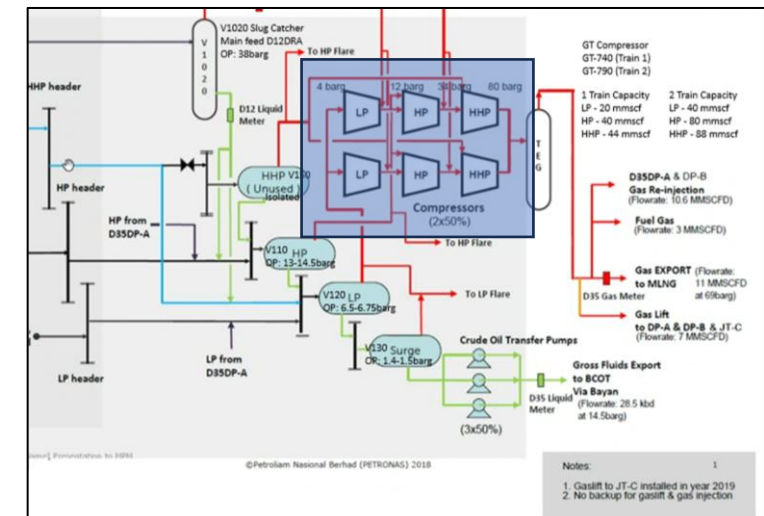 V1020 Slug Catcher
Main feed D12DRA
OP: 38barg
V
1
0
2
0
To HP Flare
GT Compressor
GT-740 (Train 1)
GT-790 (Train 2)
HHP header
D12 Liquid
Meter
4 barg
12 barg
80 barg
LP
HP
HHP
1 Train Capacity
LP - 20 mmscf
HP - 40 mmscf
HHP - 44 mmscf
2 Train Capacity
LP - 40 mmscf
HP - 80 mmscf
HHP - 88 mmscf
T
E
G
LP
HP
HHP
HHP
(Unused)
Isolated
HP header
Compressors
(2x50%)
D35DP-A & DP-B
Gas Re-injection
(Flowrate: 10.6 MMSCFD)
Fuel Gas
(Flowrate: 3 MMSCFD)
HP from
D35DP-A
V110
HP
OP: 13-14.5barg
To HP Flare
Gas EXPORT (Flowrate:
to MLNG 11 MMSCFD
at 69barg)
D35 Gas Meter
V120 LP
OP: 6.5-6.75barg
To LP Flare
Gas Lift
to DP-A & DP-B & JT-C
(Flowrate: 7 MMSCFD)
V130 Surge
OP: 1.4-1.5barg
Crude Oil Transfer Pumps
LP from
D35DP-A
LP header
Gross Fluids Export
to BCOT
Via Bayan
(Flowrate: 28.5 kbd
at 14.5barg)
D35 Liquid
Meter
(3x50%)
©Petroliam Nasional Berhad (PETRONAS) 2018
Notes:
1
1. Gaslift to JT-C installed in year 2019
2. No backup for gaslift & gas injection